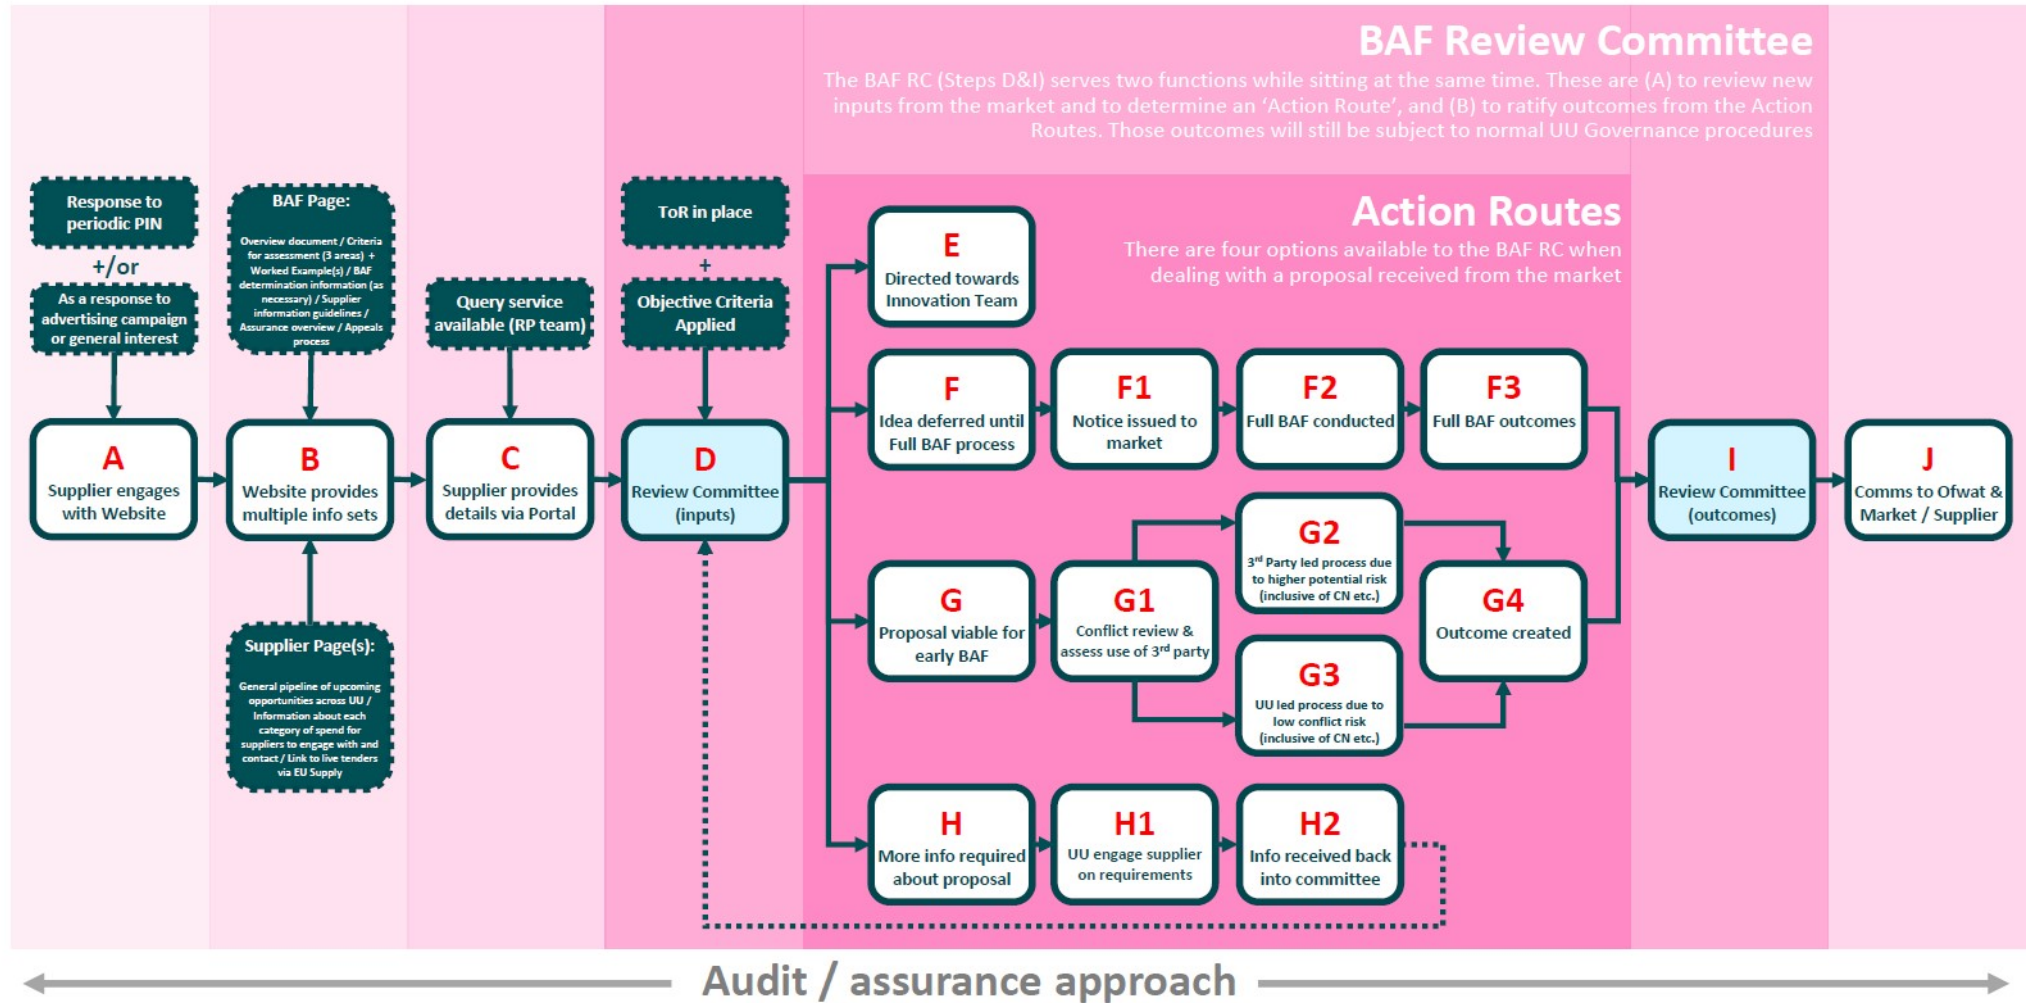 BAF Review Committee
The BAF RC (Steps D&I) serves two functions while sitting at the same time. These are (A) to review new
inputs from the market and to determine an ‘Action Route’, and (B) to ratify outcomes from the Action
Routes. Those outcomes will still be subject to normal UU Governance procedures
Action Routes
There are four options available to the BAF RC when
dealing with a proposal received from the market
Response to
periodic PIN
+/or
As a response to
advertising campaign
or general interest
A
Supplier engages
with Website
BAF Page:
Overview document / Criteria
for assessment (3 areas) +
Worked Example(s) / BAF
determination information (as
necessary) / Supplier
information guidelines /
Assurance overview / Appeals
process
B
Website provides
multiple info sets
Supplier Page(s):
General pipeline of upcoming
opportunities across UU /
Information about each
category of spend for
suppliers to engage with and
contact / Link to live tenders
via EU Supply
Query service
available (RP team)
C
Supplier provides
details via Portal
ToR in place
+
Objective Criteria
Applied
D
Review Committee
(inputs)
E
Directed towards
Innovation Team
F
Idea deferred until
Full BAF process
F1
Notice issued to
market
F2
Full BAF conducted
F3
Full BAF outcomes
G
Proposal viable for
early BAF
G1
Conflict review &
assess use of 3rd party
G2
3rd Party led process due
to higher potential risk
(inclusive of CN etc.)
G3
UU led process due to
low conflict risk
(inclusive of CN etc.)
G4
Outcome created
H
More info required
about proposal
H1
UU engage supplier
on requirements
H2
Info received back
into committee
I
Review Committee
(outcomes)
J
Comms to Ofwat &
Market / Supplier
Audit / assurance approach